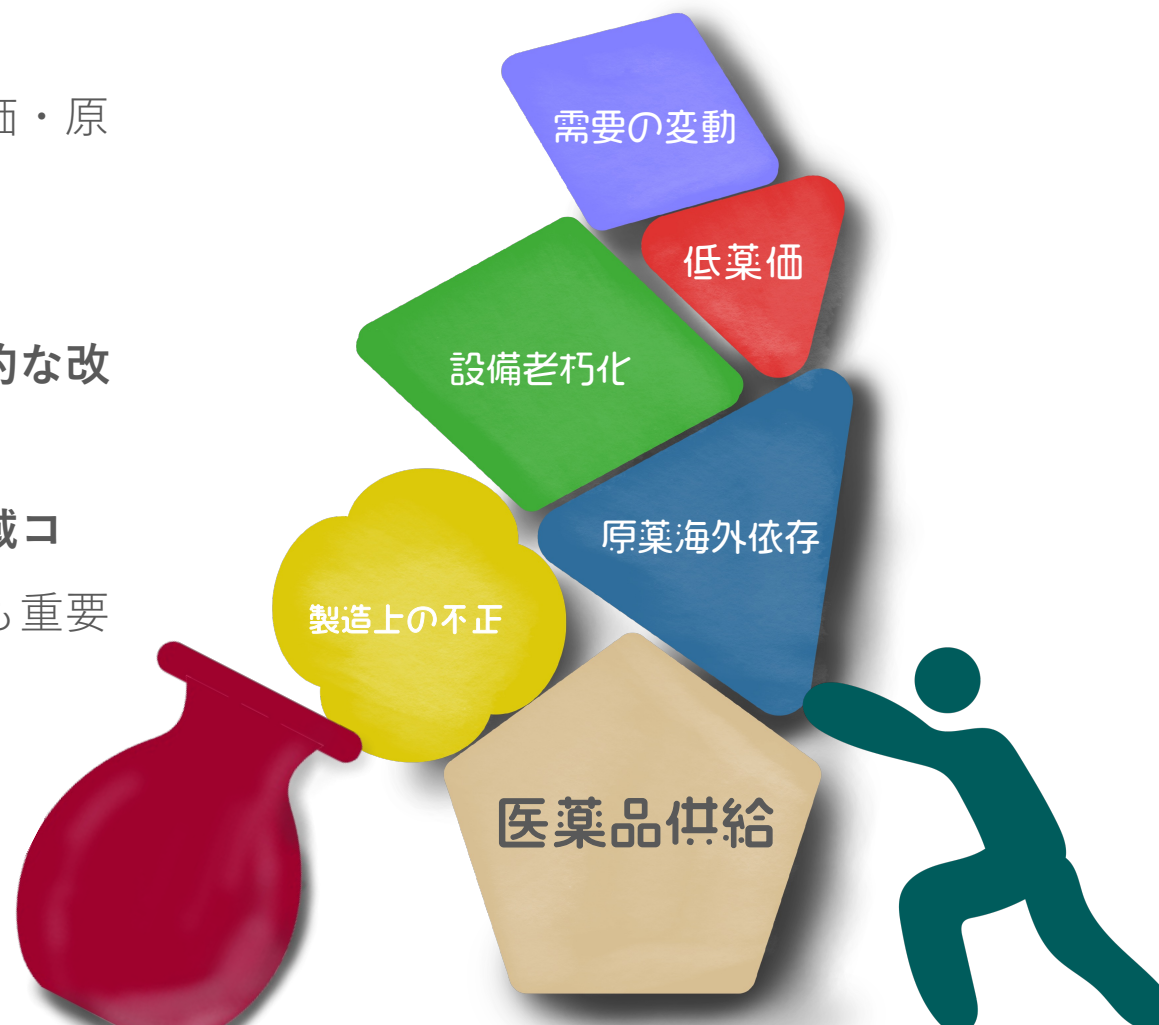 価・原
的な改
域コ
も重要
需要の変動
低薬価
設備老朽化
原薬海外依存
製造上の不正
医薬品供給